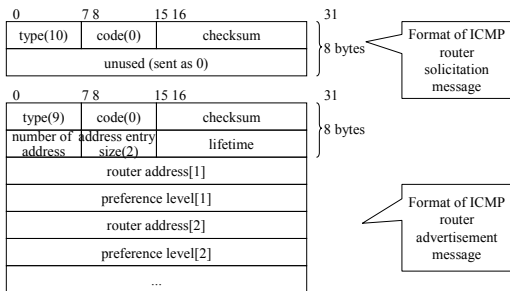 0 7 8 15 16 31
type(10) code(0) checksum
unused (sent as 0)
8 bytes
Format of ICMP
router
solicitation
message
0 7 8 15 16 31
type(9) code(0) checksum
number of
address
address entry
size(2)
lifetime
8 bytes
router address[1]
preference level[1]
router address[2]
preference level[2]
...
Format of ICMP
router
advertisement
message